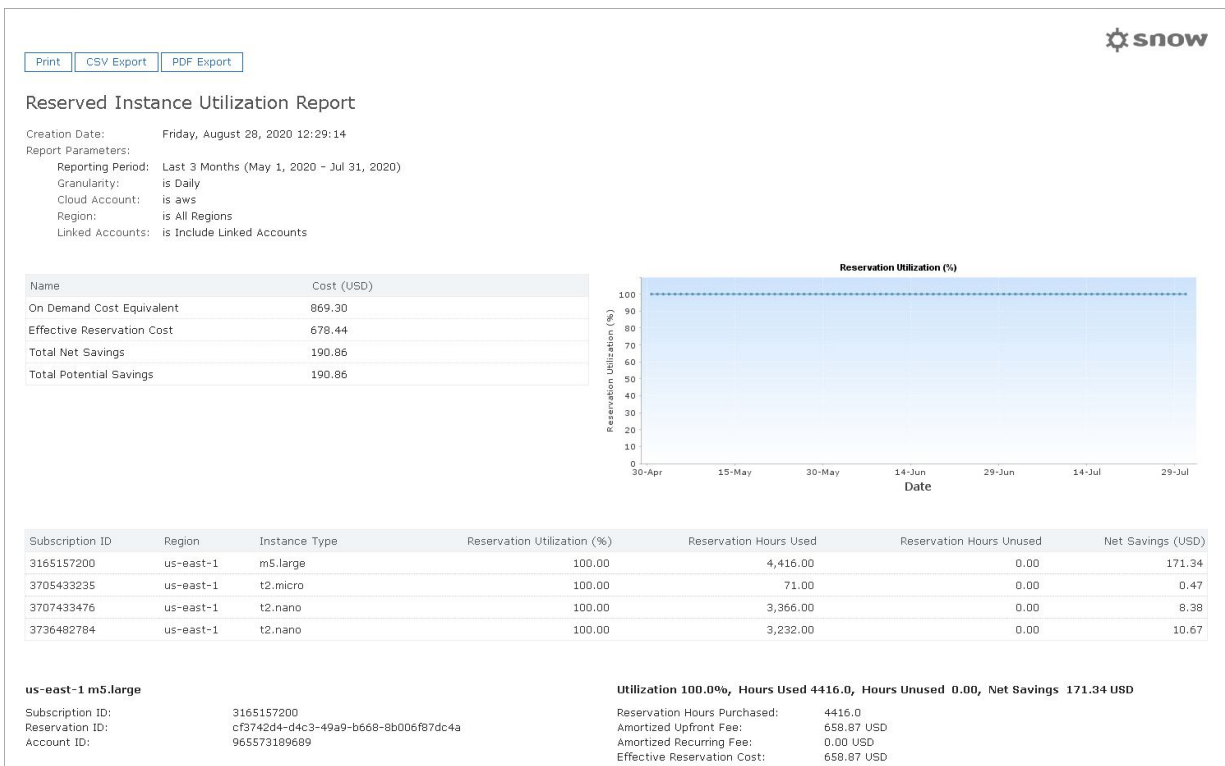 snow
Print CSV Export PDF Export
Reserved Instance Utilization Report
Creation Date: Friday, August 28, 2020 12:29:14
Report Parameters:
Reporting Period: Last 3 Months (May 1, 2020 - Jul 31, 2020)
Granularity: is Daily
Cloud Account: is aws
Region: is All Regions
Linked Accounts: is Include Linked Accounts
Name Cost (USD)
On Demand Cost Equivalent 869.30
Effective Reservation Cost 678.44
Total Net Savings 190.86
Total Potential Savings 190.86
Reservation Utilization (%)
Reservation Utilization (%)
100
90
80
70
60
50
40
30
20
10
0
30-Apr 15-May 30-May 14-Jun 29-Jun 14-Jul 29-Jul
Date
Subscription ID Region Instance Type Reservation Utilization (%) Reservation Hours Used Reservation Hours Unused Net Savings (USD)
3165157200 us-east-1 m5.large 100.00 4,416.00 0.00 171.34
3705433235 us-east-1 t2.micro 100.00 71.00 0.00 0.47
3707433476 us-east-1 t2.nano 100.00 3,366.00 0.00 8.38
3736482784 us-east-1 t2.nano 100.00 3,232.00 0.00 10.67
us-east-1 m5.large
Subscription ID: 3165157200
Reservation ID: cf3742d4-d4c3-49a9-b668-8b006f87dc4a
Account ID: 965573189689
Utilization 100.0%, Hours Used 4416.0, Hours Unused 0.00, Net Savings 171.34 USD
Reservation Hours Purchased: 4416.0
Amortized Upfront Fee: 658.87 USD
Amortized Recurring Fee: 0.00 USD
Effective Reservation Cost: 658.87 USD